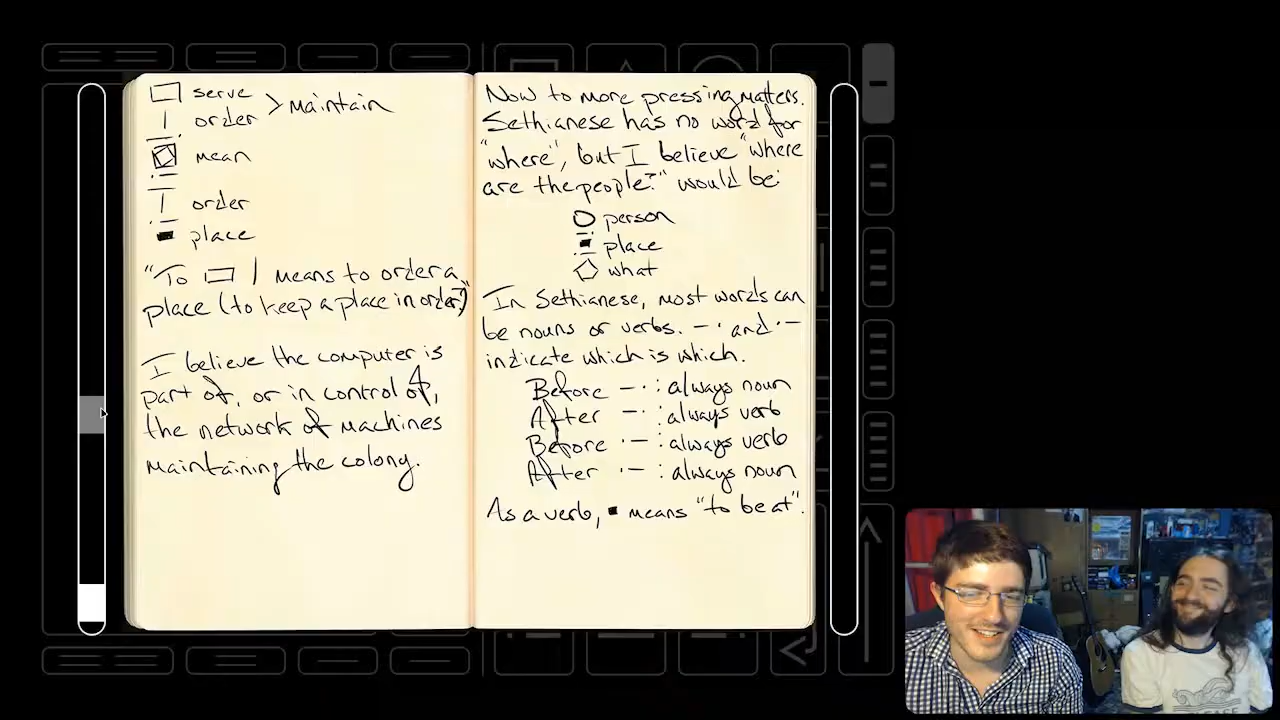 serve
order > Maintain
mean
order
place
"To ▭ | means to order a
place (to keep a place in order)"
I believe the computer is
part of, or in control of,
the network of machines
maintaining the colony.
Now to more pressing matters.
Sethianese has no word for
"where", but I believe "where
are the people?" would be:
person
place
what
In Sethianese, most words can
be nouns or verbs. — · and · —
indicate which is which.
Before — · : always noun
After — · : always verb
Before · — : always verb
After · — : always noun
As a verb, ▪ means "to be at".